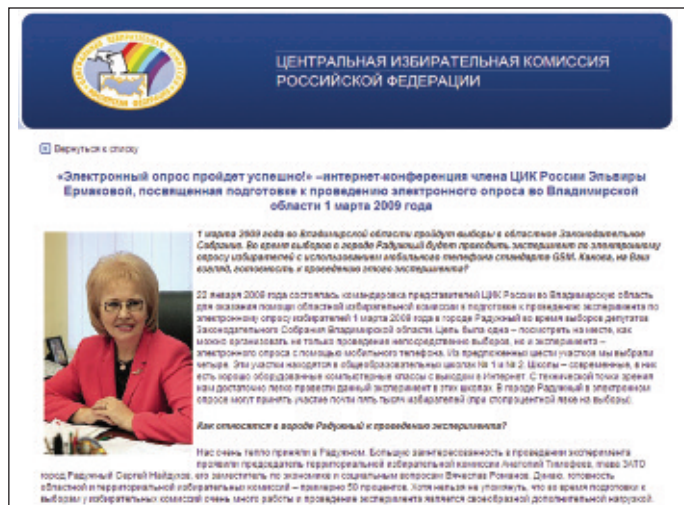 ЦЕНТРАЛЬНАЯ ИЗБИРАТЕЛЬНАЯ КОМИССИЯ
РОССИЙСКОЙ ФЕДЕРАЦИИ
Вернуться к списку
«Электронный опрос пройдет успешно!» –интернет-конференция члена ЦИК России Эльвиры
Ермаковой, посвященная подготовке к проведению электронного опроса во Владимирской
области 1 марта 2009 года
1 марта 2009 года во Владимирской области пройдут выборы в областное Законодательное
Собрание. Во время выборов в городе Радужный будет проходить эксперимент по электронному
опросу избирателей с использованием мобильного телефона стандарта GSM. Какова, на Ваш
взгляд, готовность к проведению этого эксперимента?
22 января 2009 года состоялась командировка представителей ЦИК России во Владимирскую область
для оказания помощи областной избирательной комиссии в подготовке к проведению эксперимента по
электронному опросу избирателей 1 марта 2009 года в городе Радужный во время выборов депутатов
Законодательного Собрания Владимирской области. Цель была одна – посмотреть на месте, как
можно организовать не только проведение непосредственно выборов, но и эксперимента –
электронного опроса с помощью мобильного телефона. Из предложенных шести участков мы выбрали
четыре. Эти участки находятся в общеобразовательных школах № 1 и № 2. Школы – современные, в них
есть хорошо оборудованные компьютерные классы с выходом в Интернет. С технической точки зрения
нам достаточно легко провести данный эксперимент в этих школах. В городе Радужный в электронном
опросе могут принять участие почти пять тысяч избирателей (при стопроцентной явке на выборы).
Как относятся в городе Радужный к проведению эксперимента?
Нас очень тепло приняли в Радужном. Большую заинтересованность в проведении эксперимента
проявили председатель территориальной избирательной комиссии Анатолий Тимофеев, глава ЗАТО
город Радужный Сергей Найдухов, его заместитель по экономике и социальным вопросам Вячеслав Романов. Думаю, готовность
областной и территориальной избирательных комиссий – примерно 50 процентов. Хотя нельзя не упомянуть, что во время подготовки к
выборам у избирательных комиссий очень много работы и проведение эксперимента является своеобразной дополнительной нагрузкой.